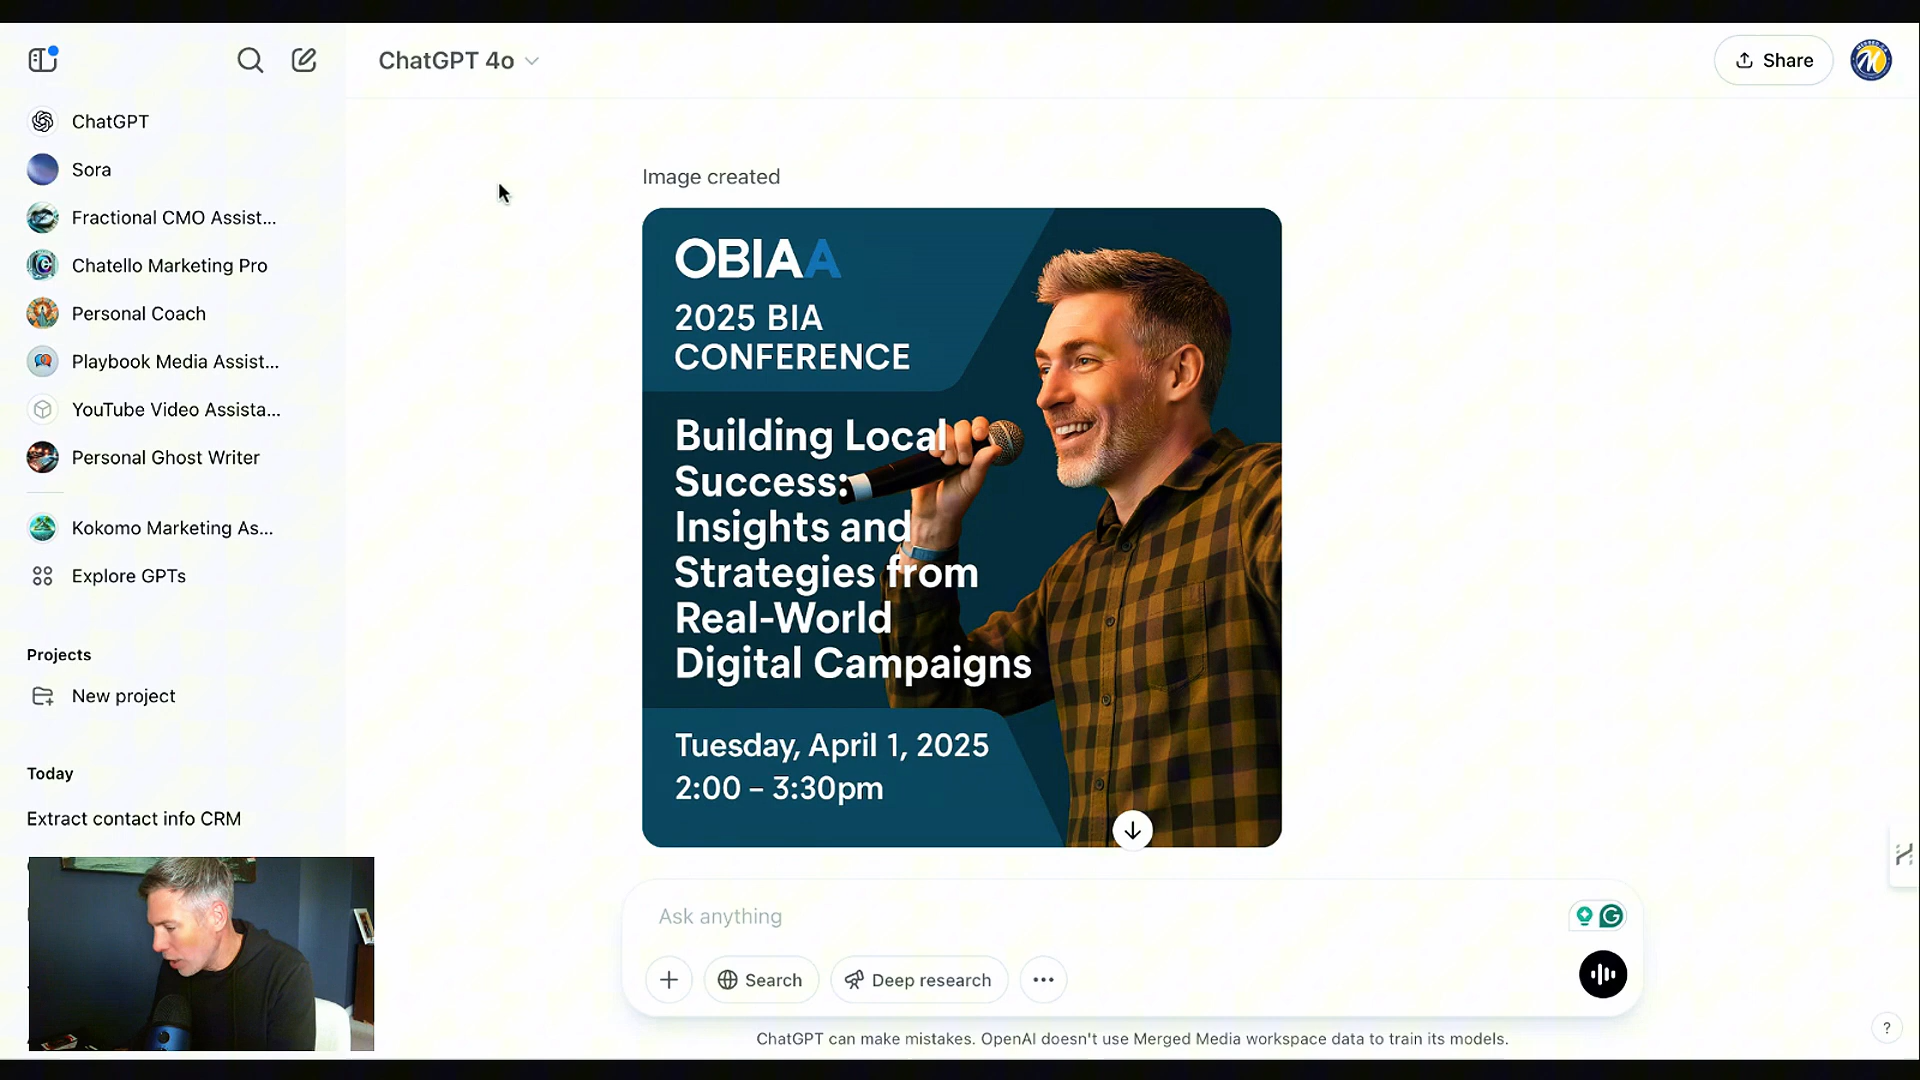 ChatGPT 4o
Share
ChatGPT
Sora
Fractional CMO Assist...
Chatello Marketing Pro
Personal Coach
Playbook Media Assist...
YouTube Video Assista...
Personal Ghost Writer
Kokomo Marketing As...
Explore GPTs
Projects
New project
Today
Extract contact info CRM
Image created
OBIAA
2025 BIA
CONFERENCE
Building Local
Success:
Insights and
Strategies from
Real-World
Digital Campaigns
Tuesday, April 1, 2025
2:00 – 3:30pm
Ask anything
Search
Deep research
ChatGPT can make mistakes. OpenAI doesn't use Merged Media workspace data to train its models.
?